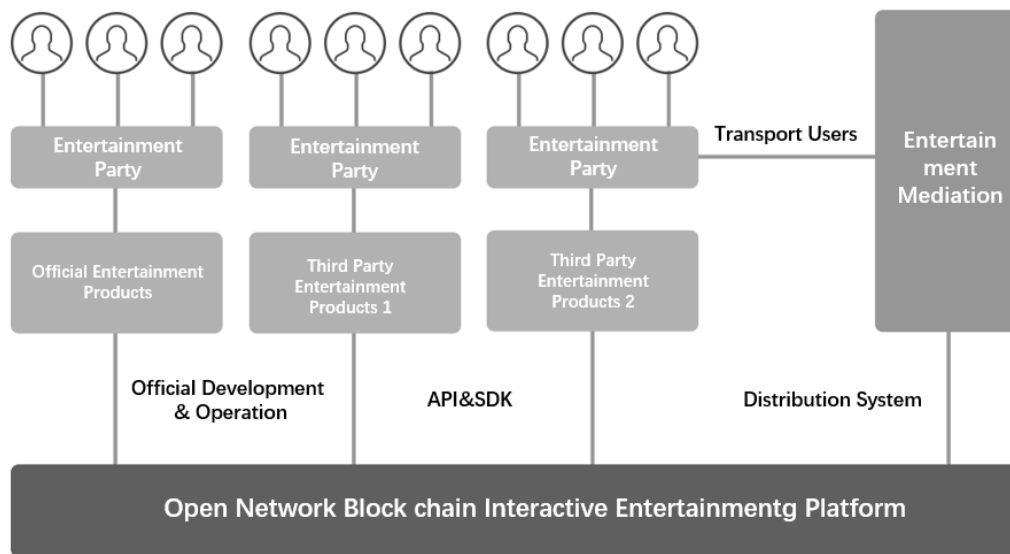 Entertainment
Party
Entertainment
Party
Entertainment
Party
Transport Users
Entertain
ment
Mediation
Official Entertainment
Products
Third Party
Entertainment
Products 1
Third Party
Entertainment
Products 2
Official Development
& Operation
API&SDK
Distribution System
Open Network Block chain Interactive Entertainmentg Platform